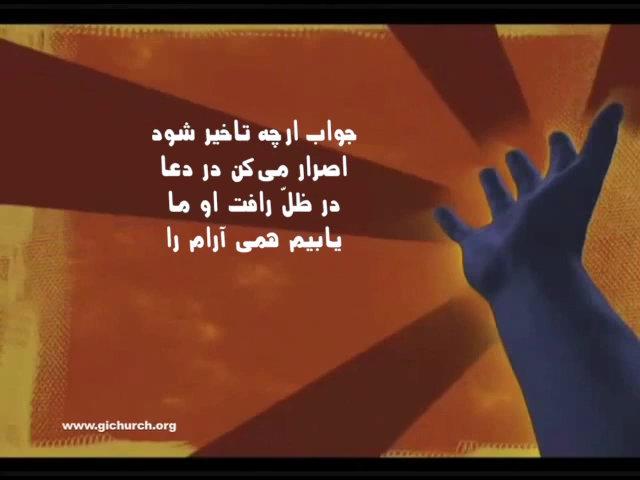 جواب ارچه تاخیر شود
اصرار می‌کن در دعا
در ظلّ رافت او ما
یابیم همی آرام را
www.gichurch.org